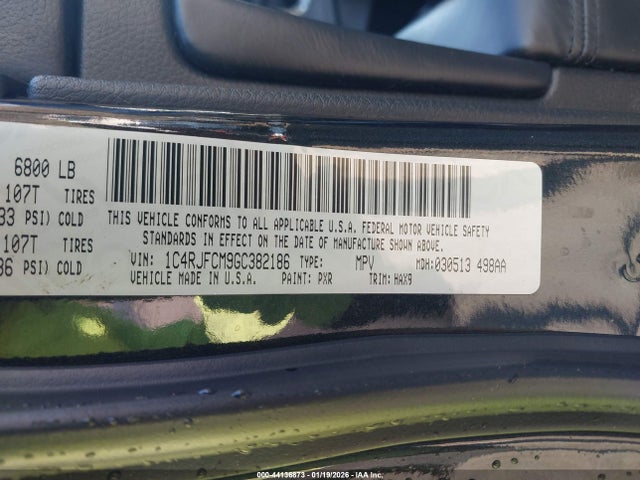 6800 LB
107T TIRES
33 PSI) COLD
107T TIRES
36 PSI) COLD
THIS VEHICLE CONFORMS TO ALL APPLICABLE U.S.A. FEDERAL MOTOR VEHICLE SAFETY
STANDARDS IN EFFECT ON THE DATE OF MANUFACTURE SHOWN ABOVE.
VIN: 1C4RJFCM9GC382186 TYPE: MPV MDH:030513 498AA
VEHICLE MADE IN U.S.A. PAINT: PXR TRIM: HAX9
000-44136873 - 01/19/2026 - IAA, Inc.